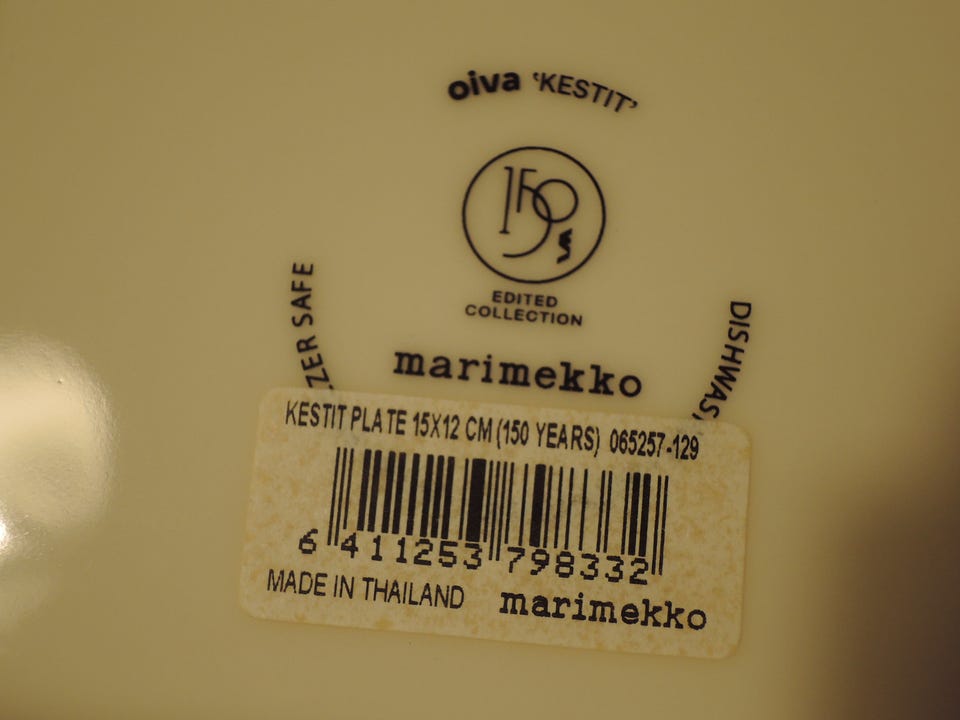 oiva 'KESTIT'
150
EDITED
COLLECTION
ZZER SAFE
DISHWAS
marimekko
KESTIT PLATE 15X12 CM (150 YEARS) 065257-129
6 411253 798332
MADE IN THAILAND
marimekko